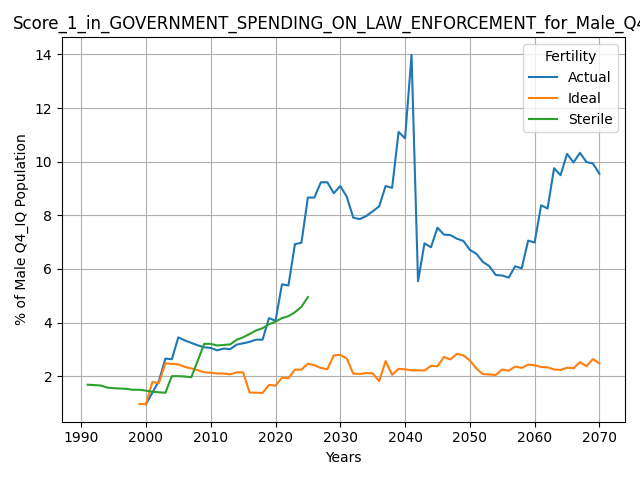 Score_1_in_GOVERNMENT_SPENDING_ON_LAW_ENFORCEMENT_for_Male_Q4
14
12
10
8
6
4
2
% of Male Q4_IQ Population
Fertility
Actual
Ideal
Sterile
1990 2000 2010 2020 2030 2040 2050 2060 2070
Years